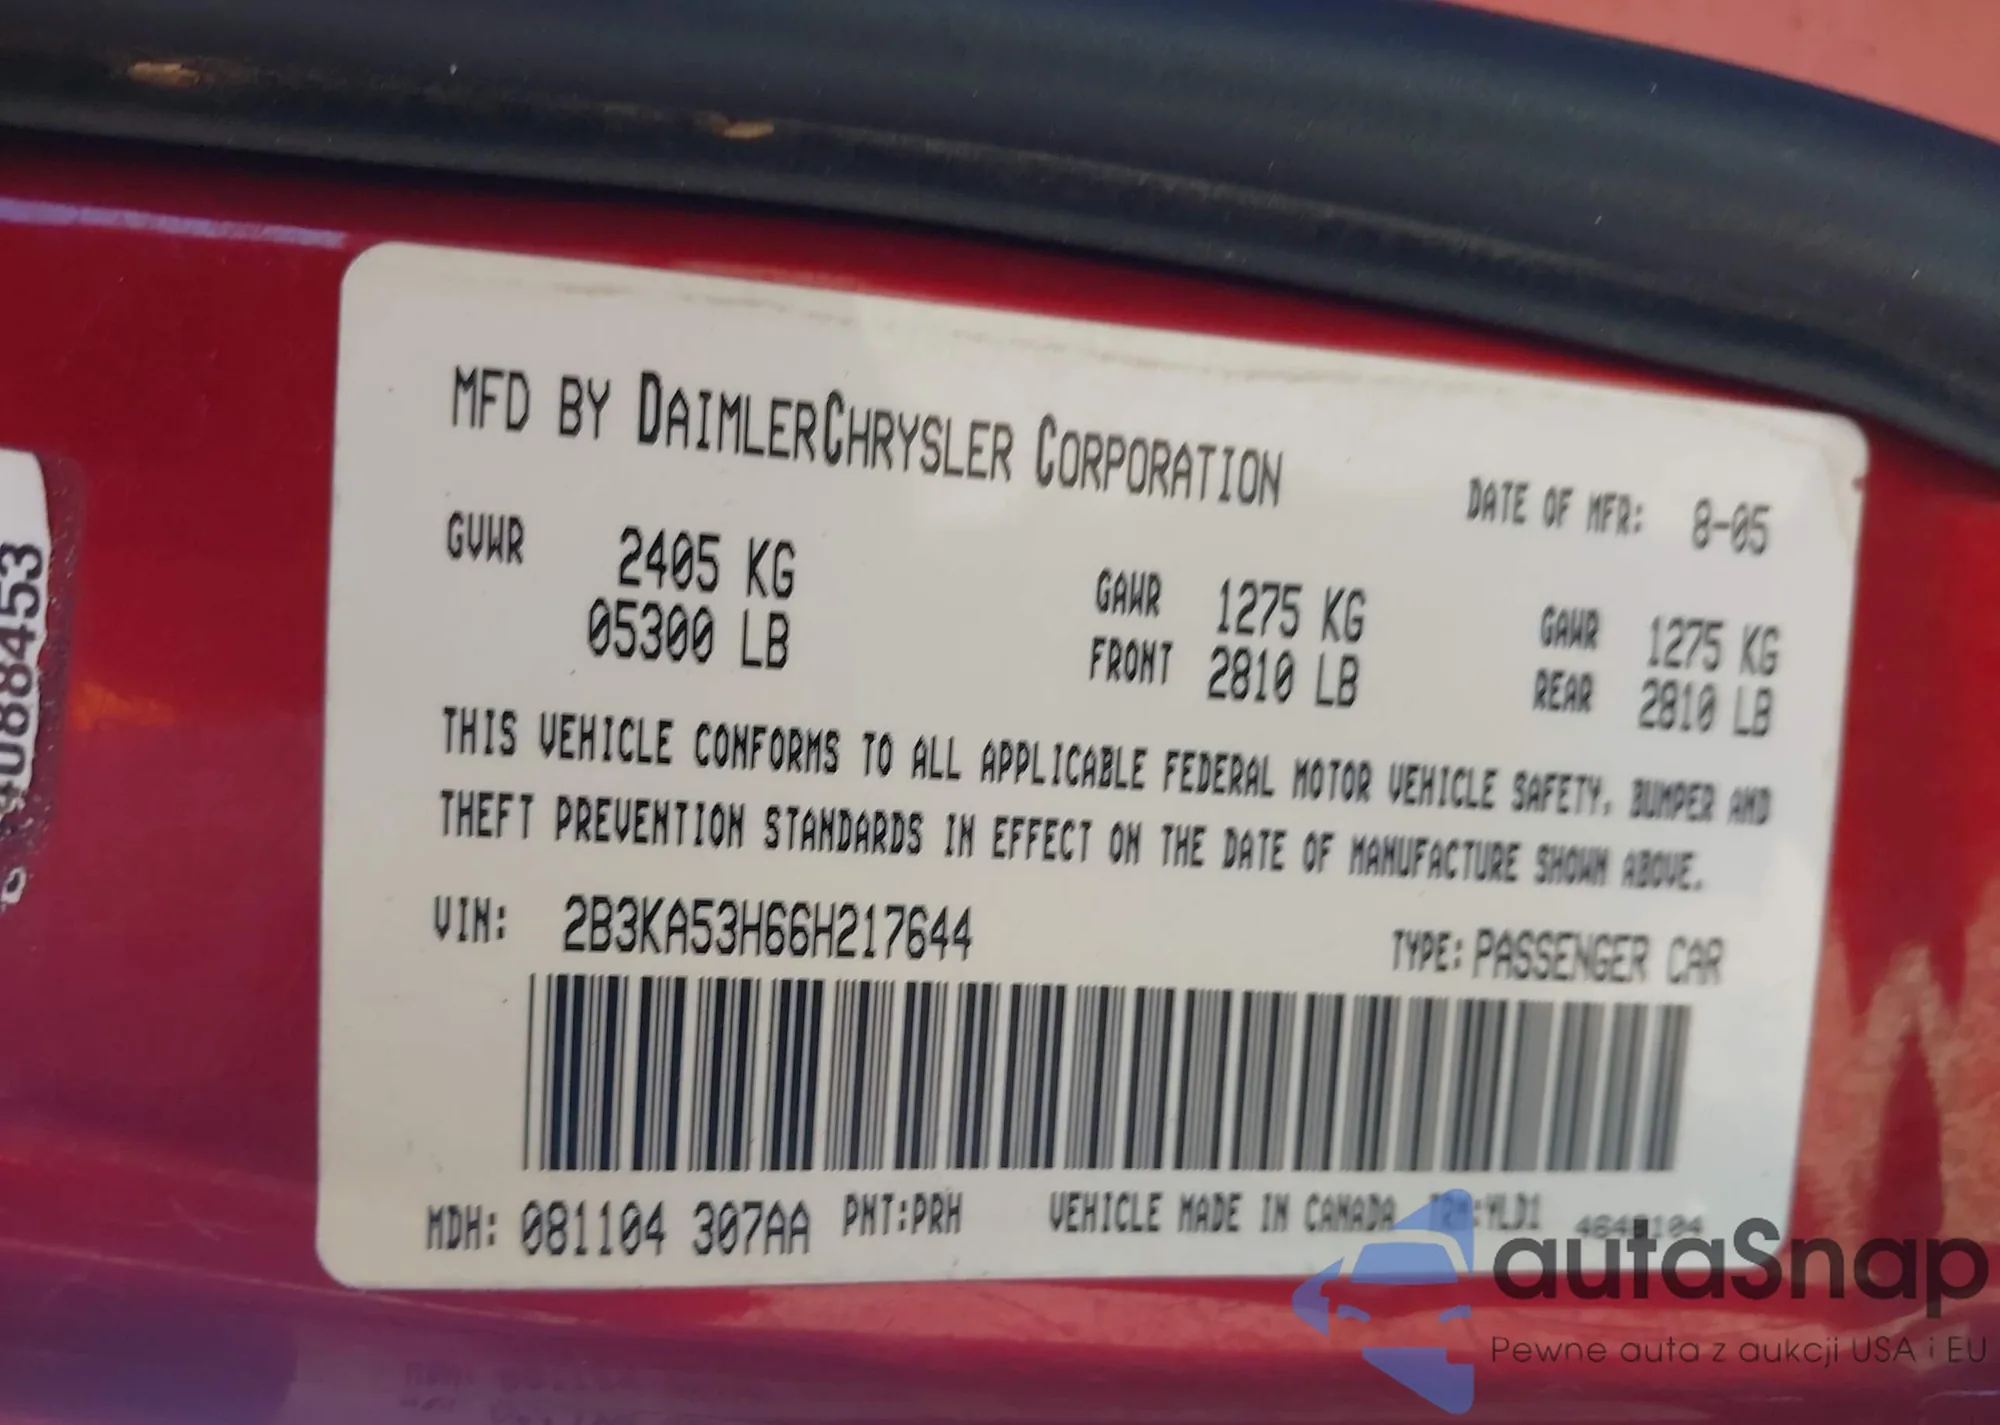 MFD BY DAIMLERCHRYSLER CORPORATION
DATE OF MFR: 8-05
GVWR 2405 KG
05300 LB
GAWR 1275 KG
FRONT 2810 LB
GAWR 1275 KG
REAR 2810 LB
THIS VEHICLE CONFORMS TO ALL APPLICABLE FEDERAL MOTOR VEHICLE SAFETY, BUMPER AND
THEFT PREVENTION STANDARDS IN EFFECT ON THE DATE OF MANUFACTURE SHOWN ABOVE.
VIN: 2B3KA53H66H217644
TYPE: PASSENGER CAR
MDH: 081104 307AA PNT:PRH VEHICLE MADE IN CANADA
4088453
autaSnap
Pewne auta z aukcji USA i EU